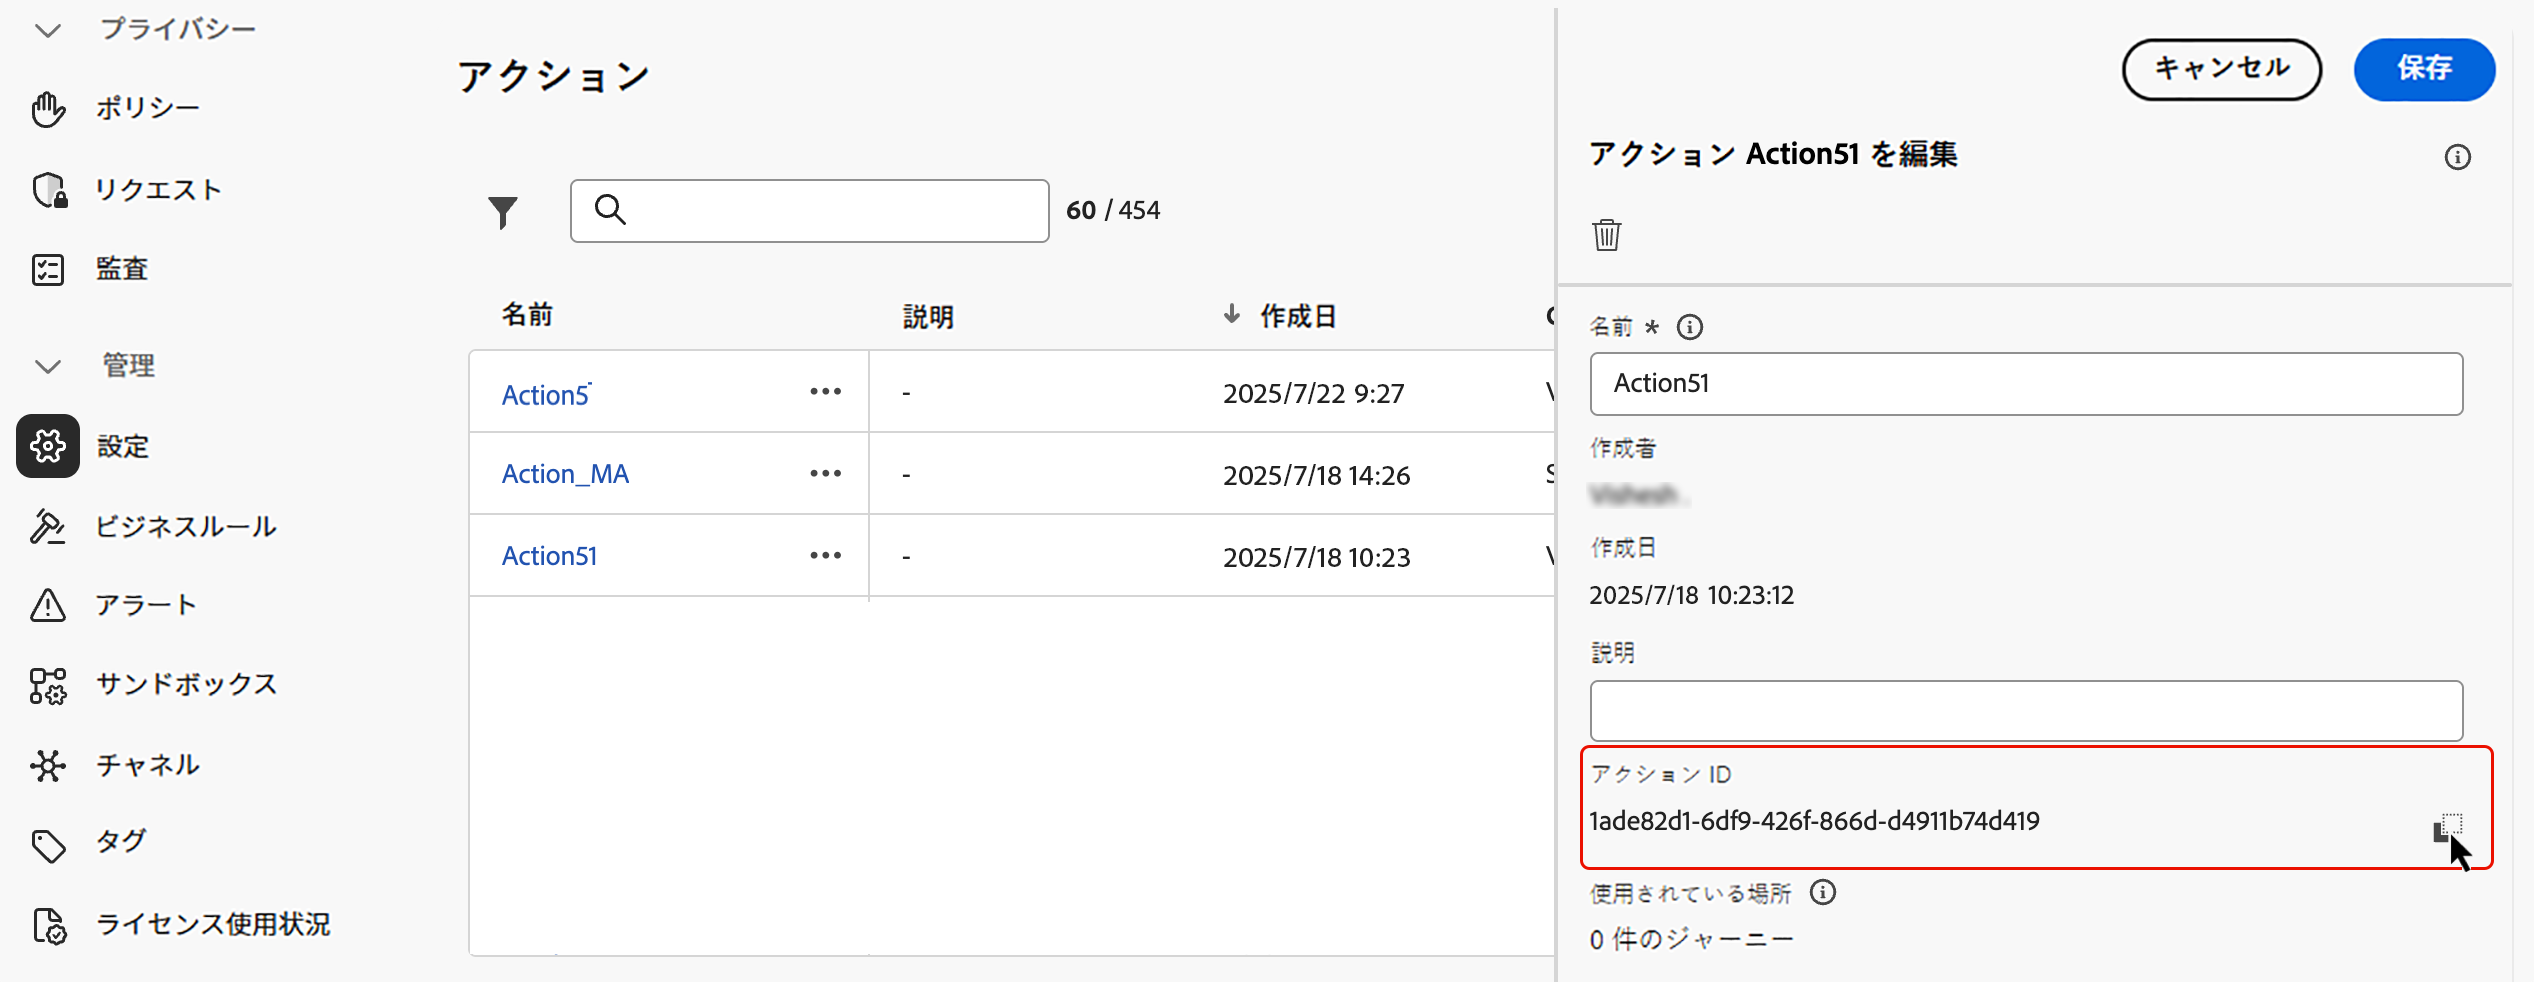 プライバシー
ポリシー
リクエスト
監査
管理
設定
ビジネスルール
アラート
サンドボックス
チャネル
タグ
ライセンス使用状況
アクション
60 / 454
名前 説明 作成日
Action5 - 2025/7/22 9:27
Action_MA - 2025/7/18 14:26
Action51 - 2025/7/18 10:23
キャンセル 保存
アクション Action51 を編集
名前 *
Action51
作成者
作成日
2025/7/18 10:23:12
説明
アクション ID
1ade82d1-6df9-426f-866d-d4911b74d419
使用されている場所
0 件のジャーニー